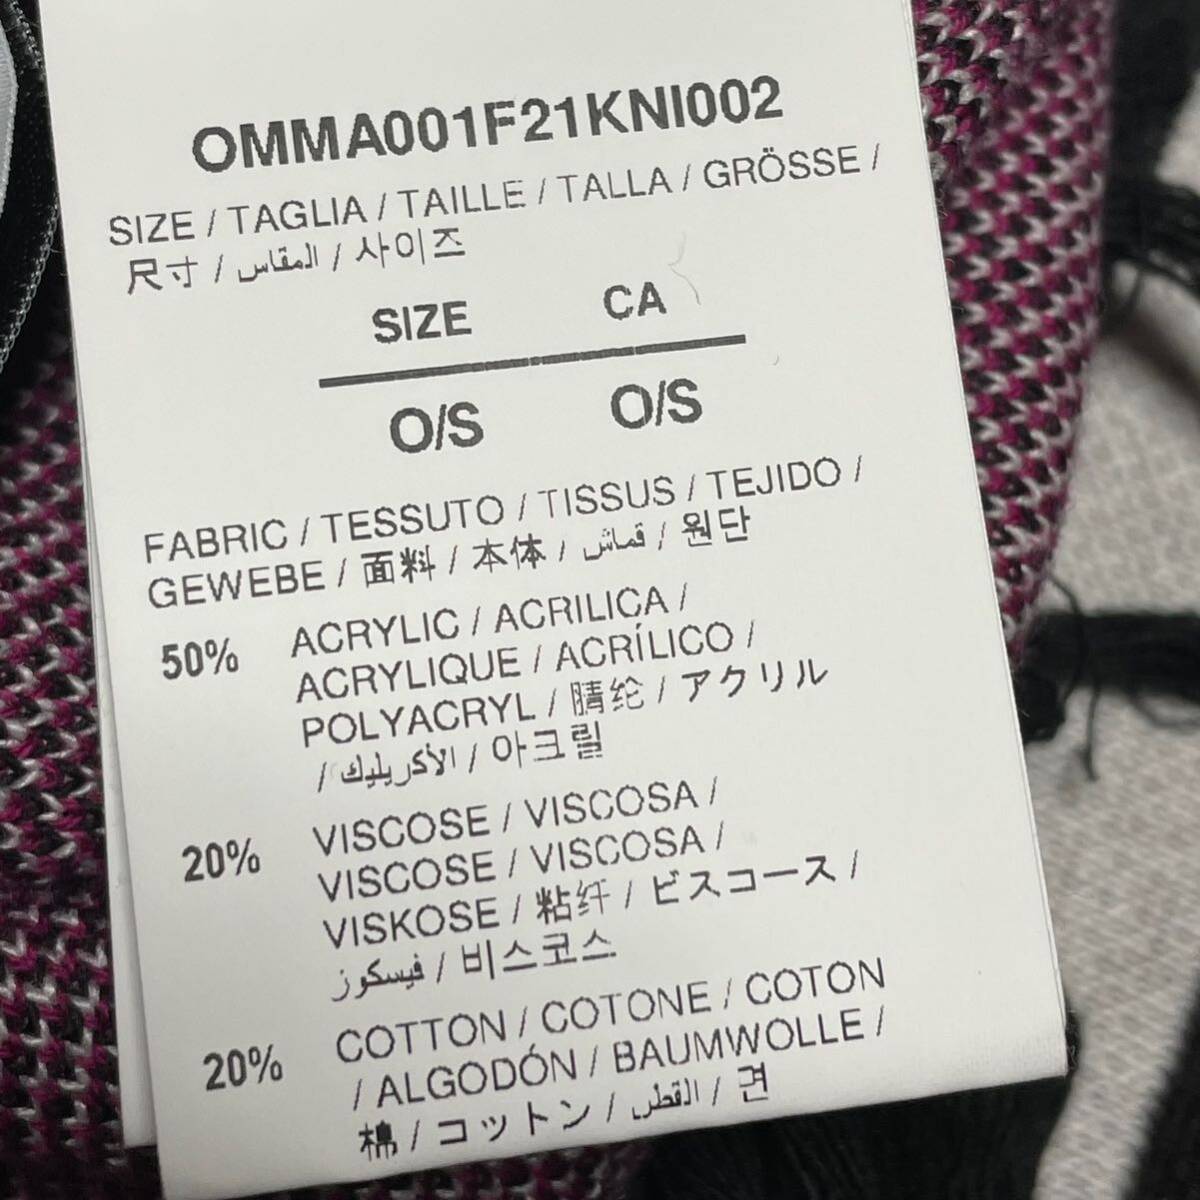 OMMA001F21KNI002
SIZE / TAGLIA / TAILLE / TALLA / GRÖSSE /
尺寸 / المقاس / 사이즈
SIZE CA
O/S O/S
FABRIC / TESSUTO / TISSUS / TEJIDO /
GEWEBE / 面料 / 本体 / قماش / 원단
50% ACRYLIC / ACRILICA /
ACRYLIQUE / ACRÍLICO /
POLYACRYL / 腈纶 / アクリル
/ الأكريليك / 아크릴
20% VISCOSE / VISCOSA /
VISCOSE / VISCOSA /
VISKOSE / 粘纤 / ビスコース /
فيسكوز / 비스코스
20% COTTON / COTONE / COTON
/ ALGODÓN / BAUMWOLLE /
棉 / コットン / القطن / 면